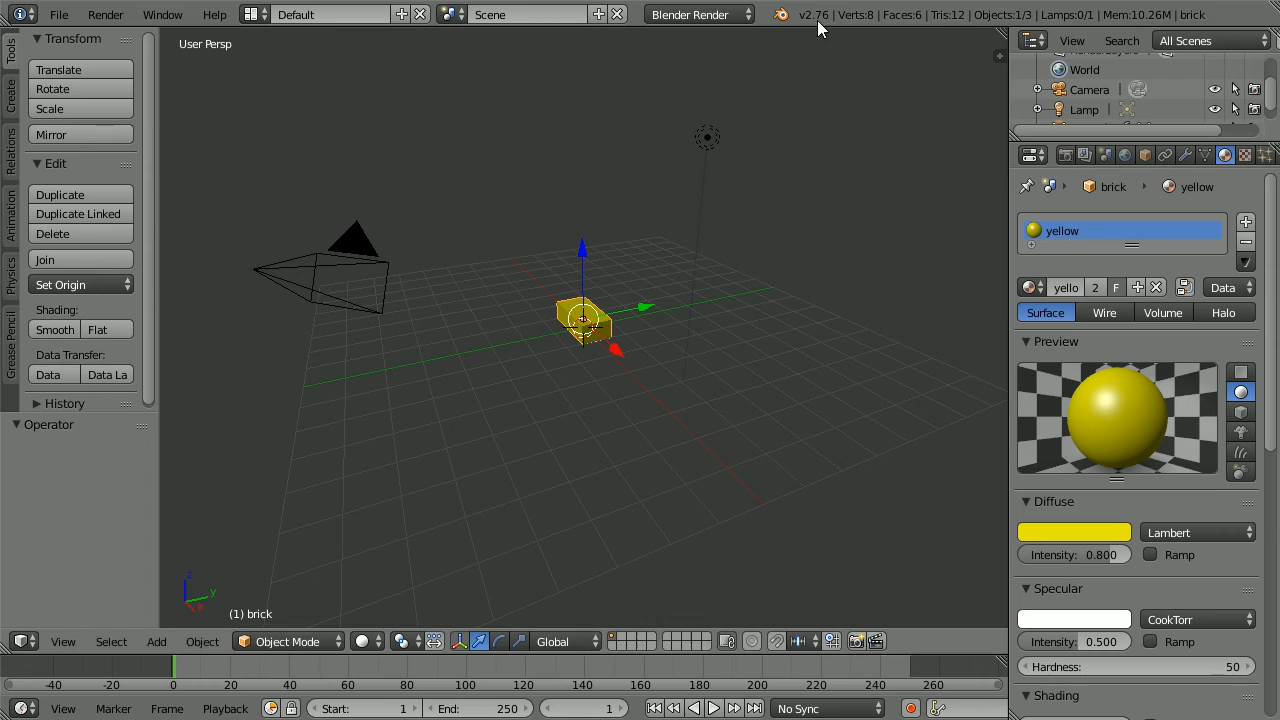 File Render Window Help Default Scene Blender Render v2.76 | Verts:8 | Faces:6 | Tris:12 | Objects:1/3 | Lamps:0/1 | Mem:10.26M | brick
Tools
Create
Relations
Animation
Physics
Grease Pencil
Transform
Translate
Rotate
Scale
Mirror
Edit
Duplicate
Duplicate Linked
Delete
Join
Set Origin
Shading:
Smooth Flat
Data Transfer:
Data Data La
History
Operator
User Persp
z
y
x
(1) brick
View Select Add Object Object Mode Global
-40 -20 0 20 40 60 80 100 120 140 160 180 200 220 240 260
View Marker Frame Playback Start: 1 End: 250 1 No Sync
View Search All Scenes
World
Camera
Lamp
brick yellow
yellow
yello 2 F Data
Surface Wire Volume Halo
Preview
Diffuse
Lambert
Intensity: 0.800 Ramp
Specular
CookTorr
Intensity: 0.500 Ramp
Hardness: 50
Shading